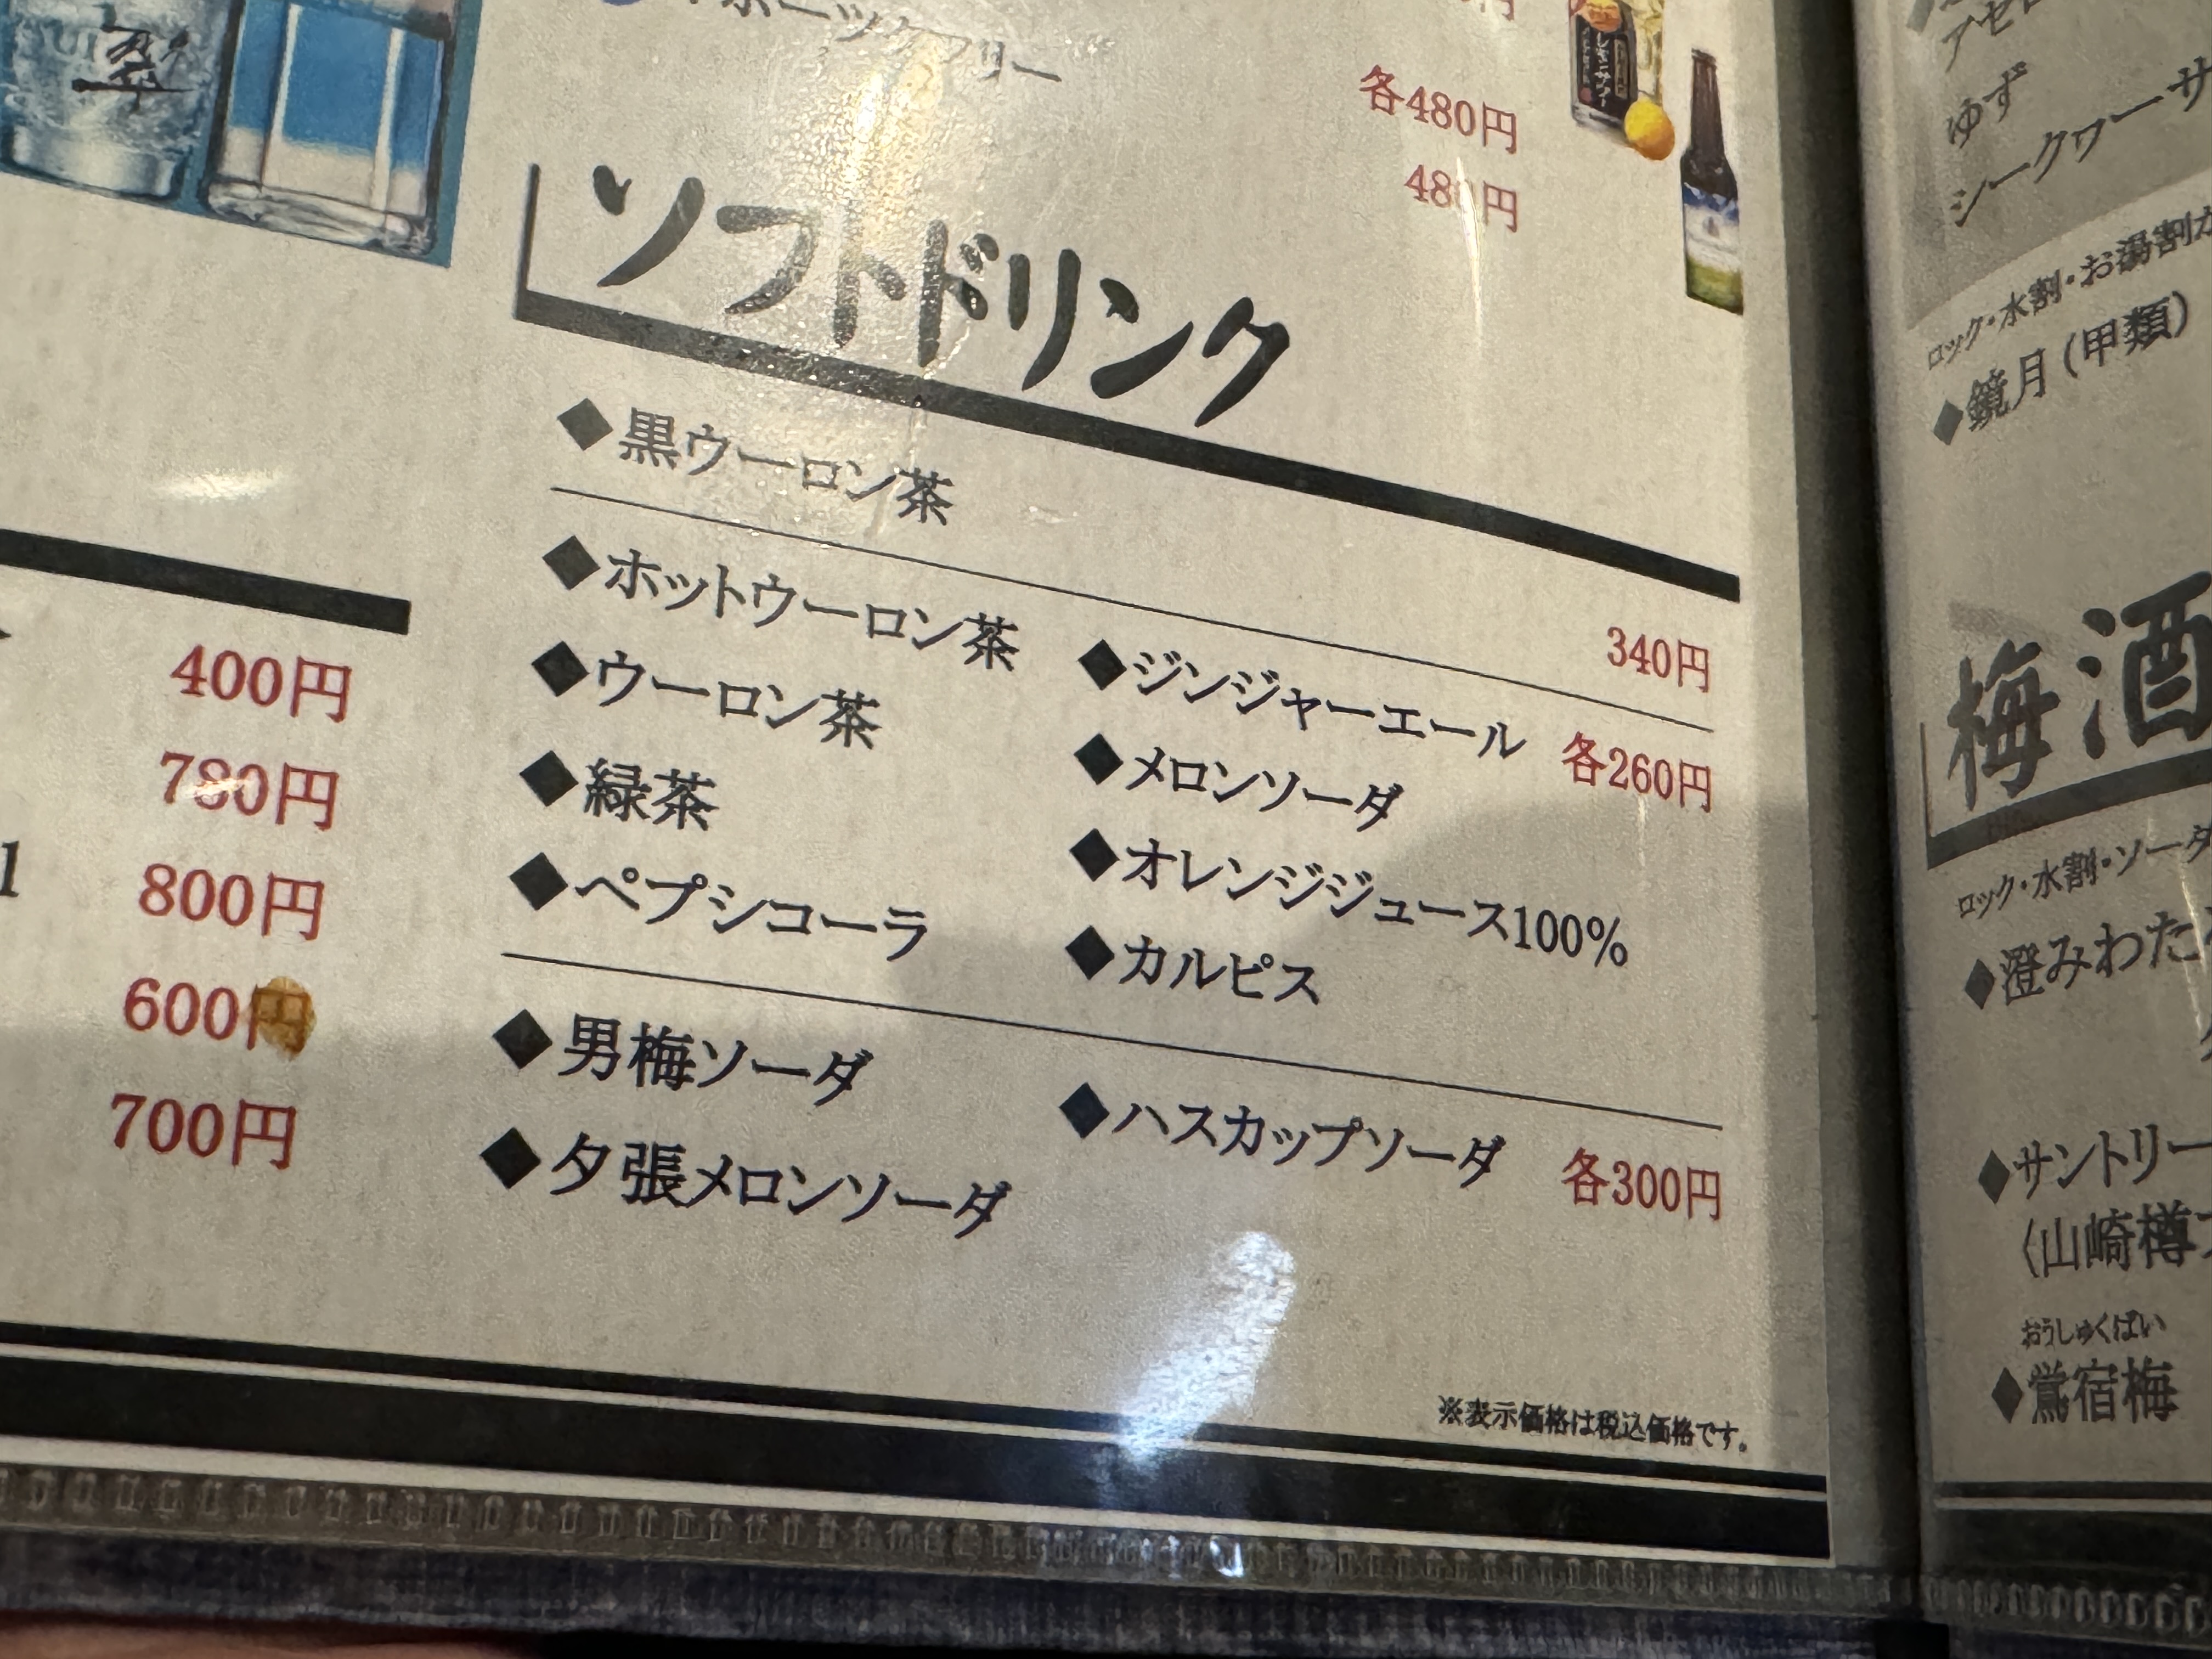 翠
各480円
480円
ソフトドリンク
◆黒ウーロン茶 340円
◆ホットウーロン茶 ◆ジンジャーエール 各260円
◆ウーロン茶 ◆メロンソーダ
◆緑茶 ◆オレンジジュース100%
◆ペプシコーラ ◆カルピス
◆男梅ソーダ ◆ハスカップソーダ 各300円
◆夕張メロンソーダ
※表示価格は税込価格です。
400円
780円
800円
600円
700円
ゆず
シークヮーサ
ロック・水割・お湯割
◆鏡月(甲類)
梅酒
ロック・水割・ソーダ
◆澄みわた
◆サントリー
(山崎樽
おうしゅくばい
◆鶯宿梅